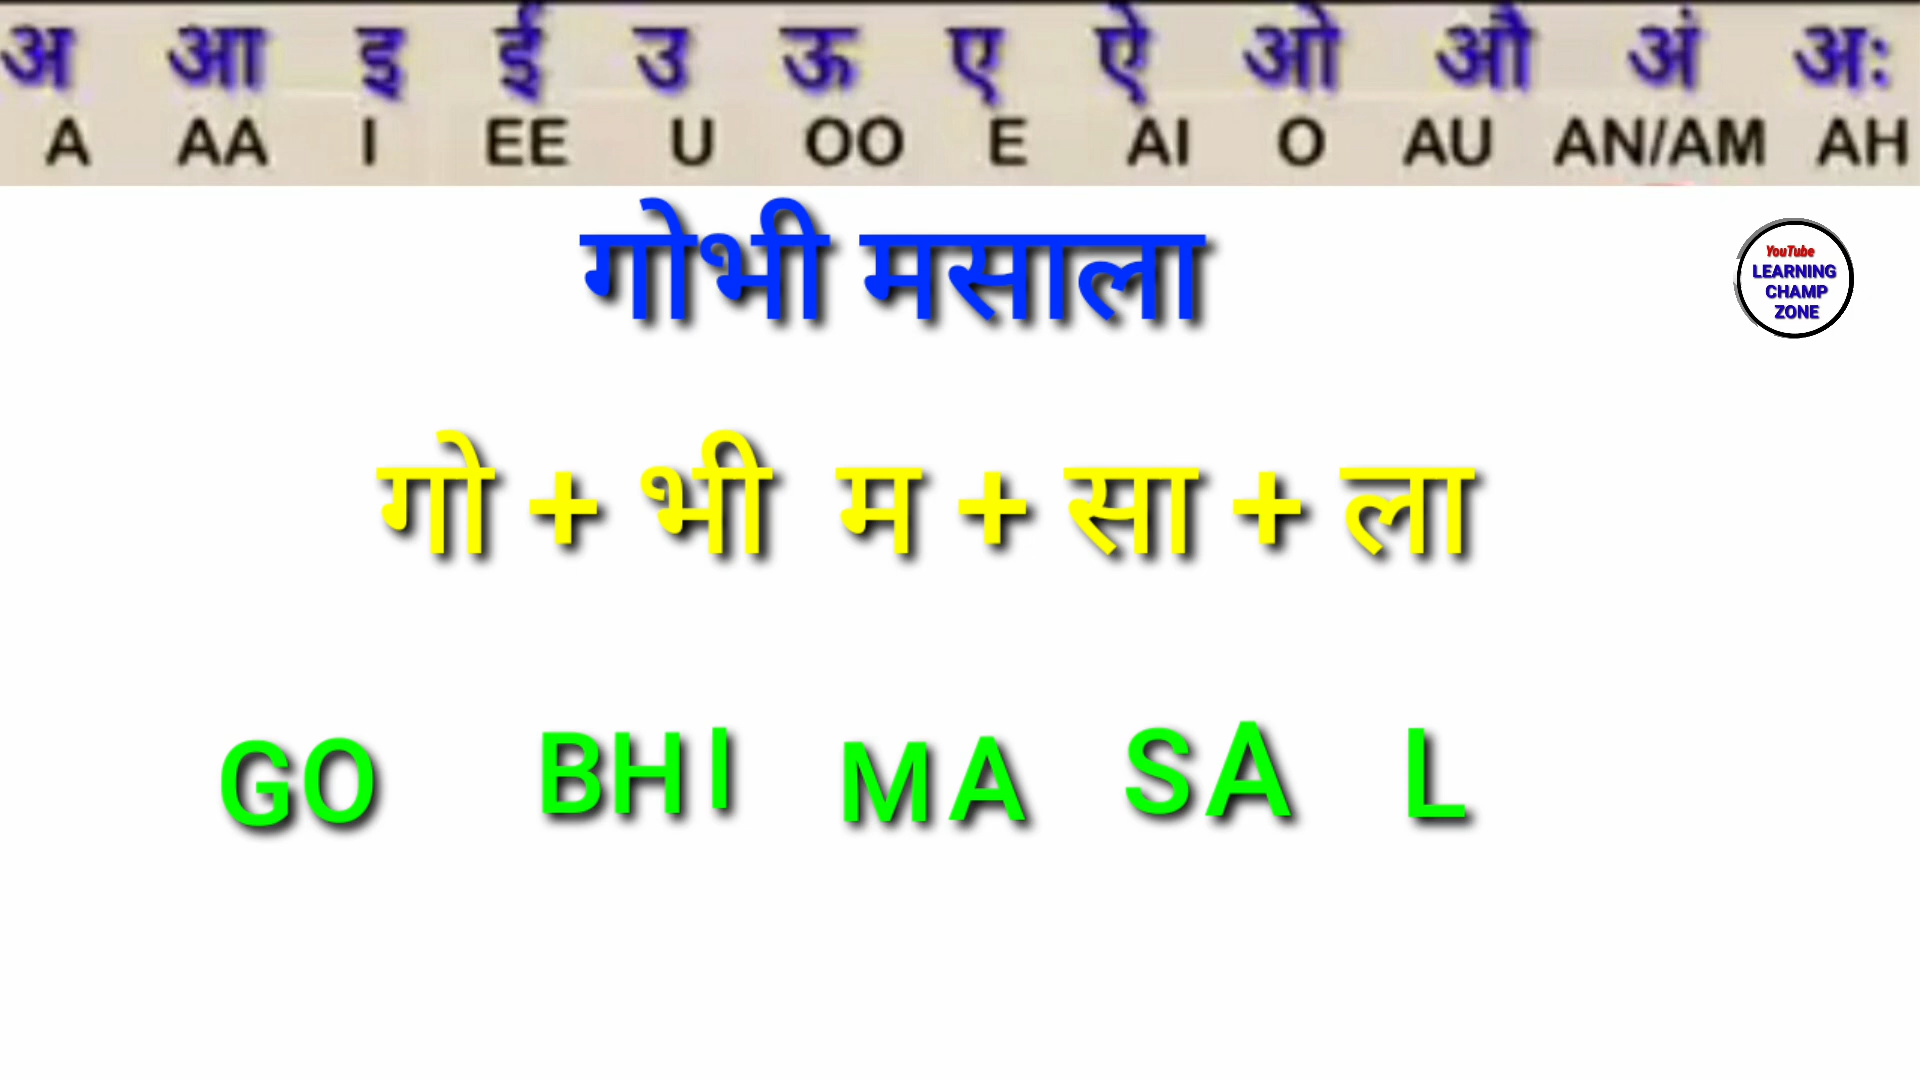 अ आ इ ई उ ऊ ए ऐ ओ औ अं अः
A AA I EE U OO E AI O AU AN/AM AH
गोभी मसाला
YouTube
LEARNING
CHAMP
ZONE
गो + भी म + सा + ला
GO BHI MA SA L